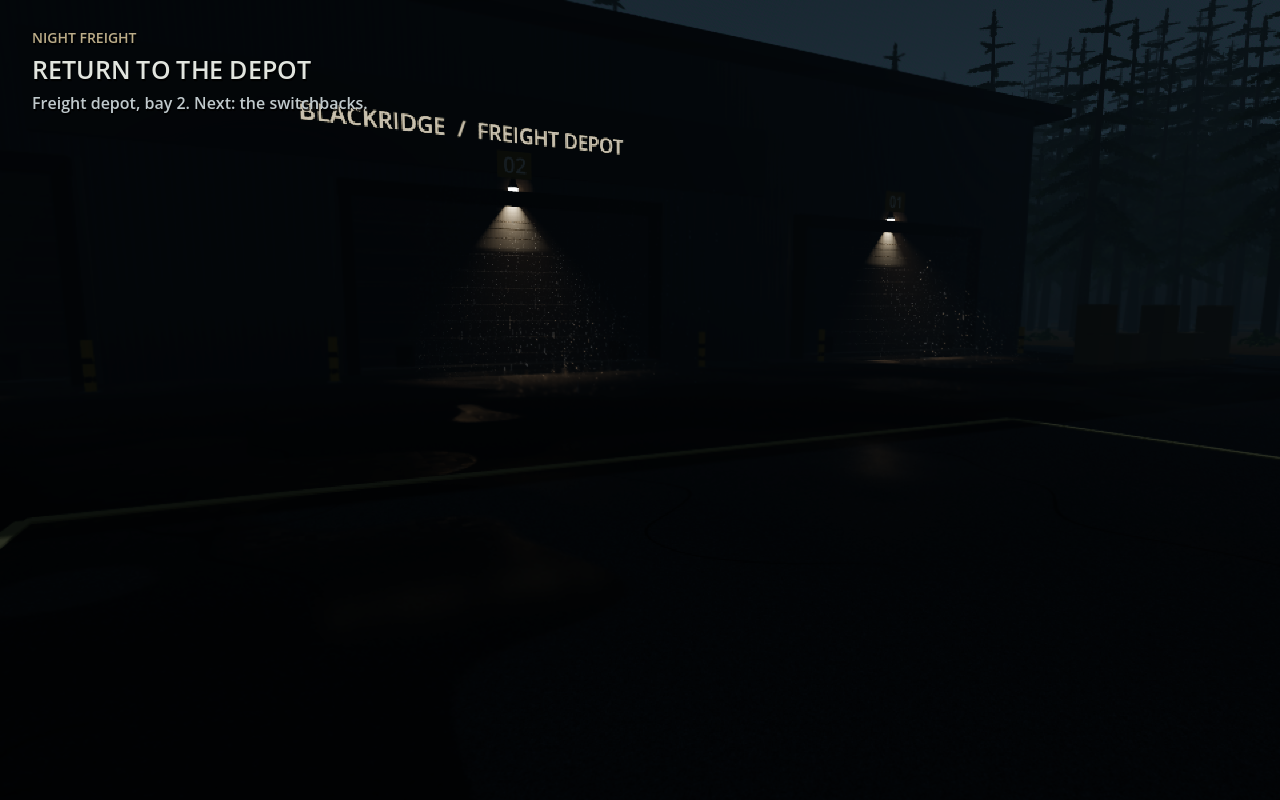 NIGHT FREIGHT
RETURN TO THE DEPOT
Freight depot, bay 2. Next: the switchbacks.
BLACKRIDGE / FREIGHT DEPOT
02
01